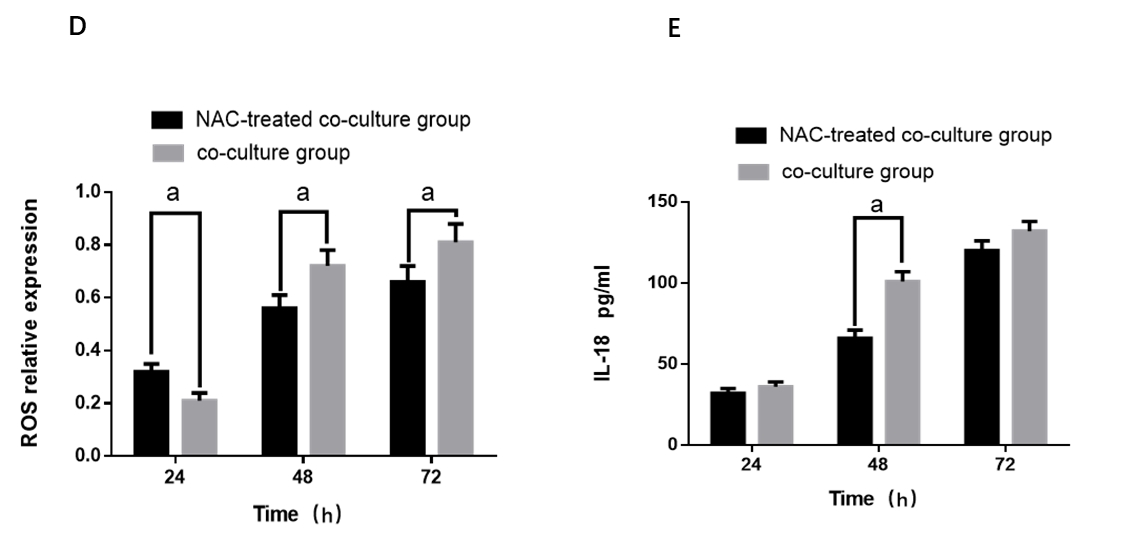 D
NAC-treated co-culture group
co-culture group
ROS relative expression
1.0
0.8
0.6
0.4
0.2
0.0
a
a
a
24
48
72
Time (h)
E
NAC-treated co-culture group
co-culture group
IL-18 pg/ml
150
100
50
0
a
24
48
72
Time (h)